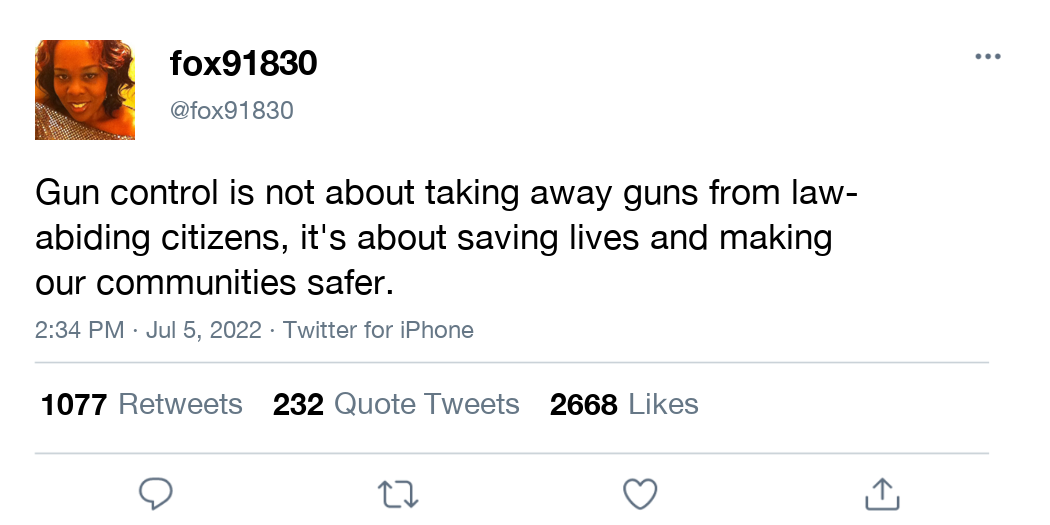 fox91830
@fox91830
Gun control is not about taking away guns from law-
abiding citizens, it's about saving lives and making
our communities safer.
2:34 PM · Jul 5, 2022 · Twitter for iPhone
1077 Retweets 232 Quote Tweets 2668 Likes